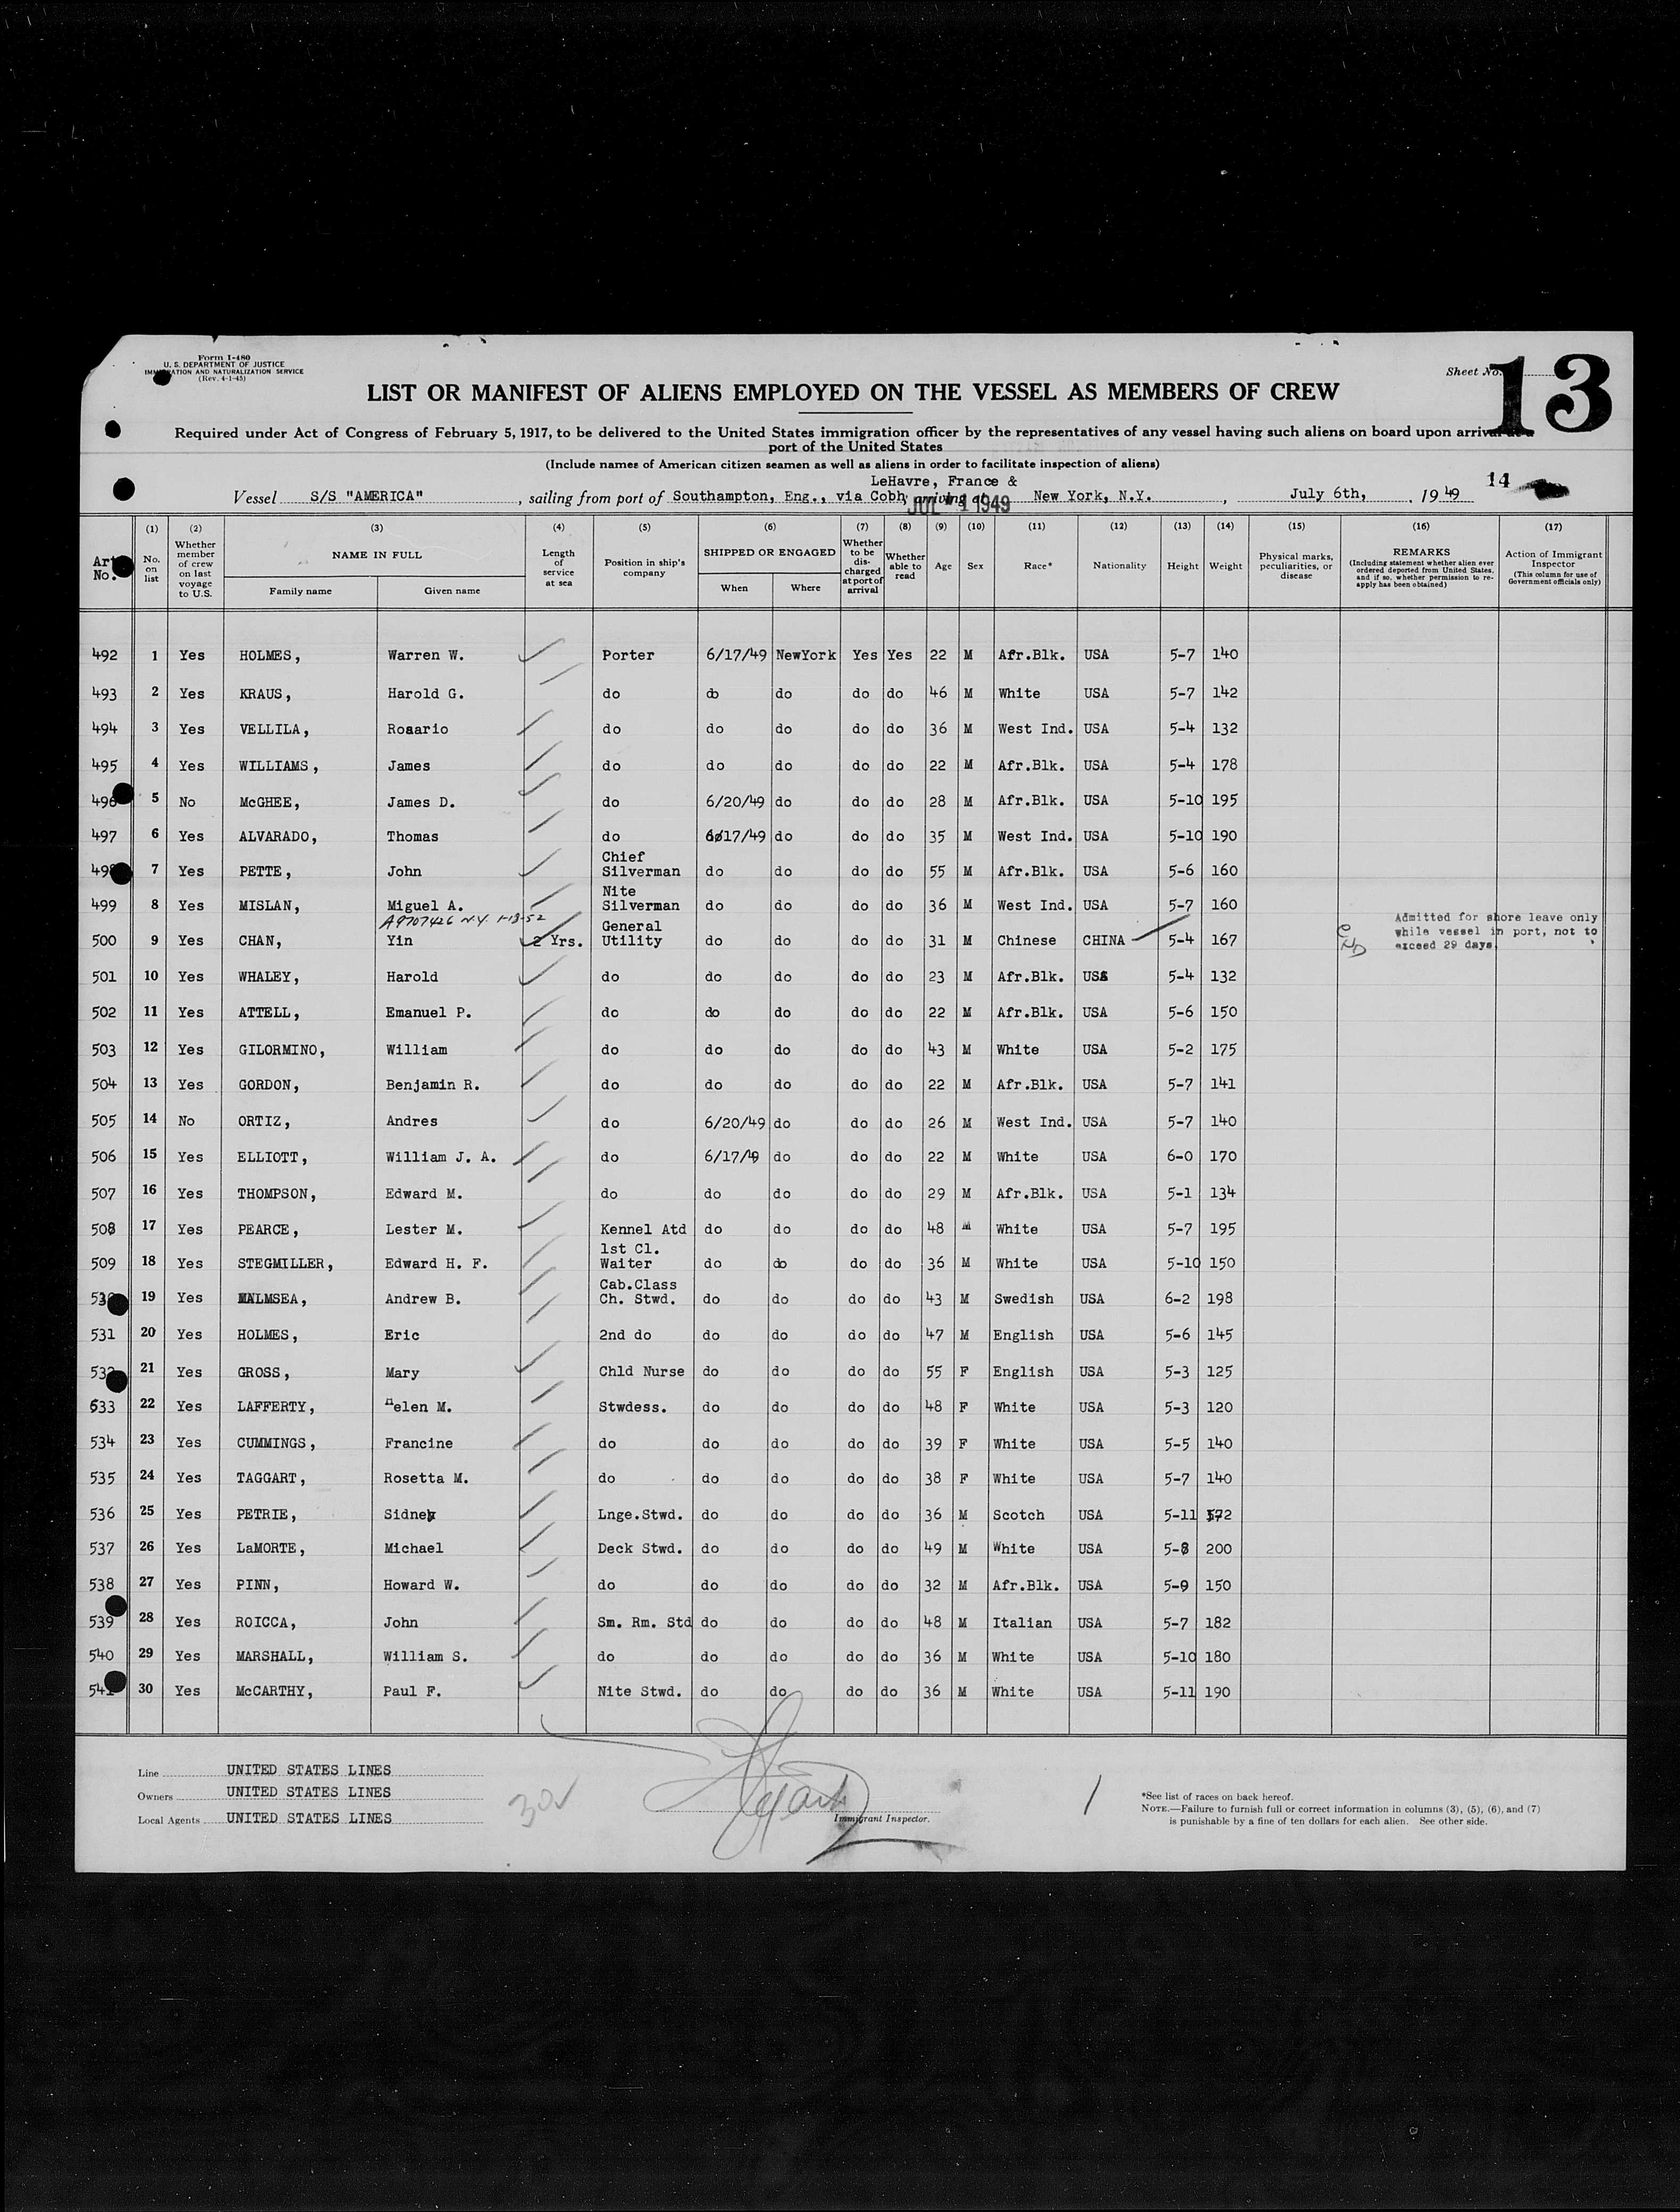 Form I-480
U. S. DEPARTMENT OF JUSTICE
IMMIGRATION AND NATURALIZATION SERVICE
(Rev. 4-1-45)
Sheet No.
13
LIST OR MANIFEST OF ALIENS EMPLOYED ON THE VESSEL AS MEMBERS OF CREW
Required under Act of Congress of February 5, 1917, to be delivered to the United States immigration officer by the representatives of any vessel having such aliens on board upon arrival at a
port of the United States
(Include names of American citizen seamen as well as aliens in order to facilitate inspection of aliens)
LeHavre, France &
Vessel S/S "AMERICA", sailing from port of Southampton, Eng., via Cobh, arriving at New York, N.Y., July 6th, 1949 14
JUL 1949
(1) (2) (3) (4) (5) (6) (7) (8) (9) (10) (11) (12) (13) (14) (15) (16) (17)
Art No. No. on list Whether member of crew on last voyage to U.S. NAME IN FULL Family name Given name Length of service at sea Position in ship's company SHIPPED OR ENGAGED When Where Whether to be discharged at port of arrival Whether able to read Age Sex Race* Nationality Height Weight Physical marks, peculiarities, or disease REMARKS (Including statement whether alien ever ordered deported from United States, and if so, whether permission to reapply has been obtained) Action of Immigrant Inspector (This column for use of Government officials only)
492 1 Yes HOLMES, Warren W. Porter 6/17/49 NewYork Yes Yes 22 M Afr.Blk. USA 5-7 140
493 2 Yes KRAUS, Harold G. do do do do do 46 M White USA 5-7 142
494 3 Yes VELLILA, Rosario do do do do do 36 M West Ind. USA 5-4 132
495 4 Yes WILLIAMS, James do do do do do 22 M Afr.Blk. USA 5-4 178
496 5 No McGHEE, James D. do 6/20/49 do do do 28 M Afr.Blk. USA 5-10 195
497 6 Yes ALVARADO, Thomas do 6/17/49 do do do 35 M West Ind. USA 5-10 190
498 7 Yes PETTE, John Chief Silverman do do do do 55 M Afr.Blk. USA 5-6 160
499 8 Yes MISLAN, Miguel A. Nite Silverman do do do do 36 M West Ind. USA 5-7 160
A9707426 N.Y. 1-13-52
500 9 Yes CHAN, Yin 2 Yrs. General Utility do do do do 31 M Chinese CHINA 5-4 167 Admitted for shore leave only while vessel in port, not to exceed 29 days.
501 10 Yes WHALEY, Harold do do do do do 23 M Afr.Blk. USA 5-4 132
502 11 Yes ATTELL, Emanuel P. do do do do do 22 M Afr.Blk. USA 5-6 150
503 12 Yes GILORMINO, William do do do do do 43 M White USA 5-2 175
504 13 Yes GORDON, Benjamin R. do do do do do 22 M Afr.Blk. USA 5-7 141
505 14 No ORTIZ, Andres do 6/20/49 do do do 26 M West Ind. USA 5-7 140
506 15 Yes ELLIOTT, William J. A. do 6/17/49 do do do 22 M White USA 6-0 170
507 16 Yes THOMPSON, Edward M. do do do do do 29 M Afr.Blk. USA 5-1 134
508 17 Yes PEARCE, Lester M. Kennel Atd do do do do 48 M White USA 5-7 195
509 18 Yes STEGMILLER, Edward H. F. 1st Cl. Waiter do do do do 36 M White USA 5-10 150
530 19 Yes MALMSEA, Andrew B. Cab.Class Ch. Stwd. do do do do 43 M Swedish USA 6-2 198
531 20 Yes HOLMES, Eric 2nd do do do do do 47 M English USA 5-6 145
532 21 Yes GROSS, Mary Chld Nurse do do do do 55 F English USA 5-3 125
533 22 Yes LAFFERTY, Helen M. Stwdess. do do do do 48 F White USA 5-3 120
534 23 Yes CUMMINGS, Francine do do do do do 39 F White USA 5-5 140
535 24 Yes TAGGART, Rosetta M. do do do do do 38 F White USA 5-7 140
536 25 Yes PETRIE, Sidney Lnge.Stwd. do do do do 36 M Scotch USA 5-11 172
537 26 Yes LaMORTE, Michael Deck Stwd. do do do do 49 M White USA 5-8 200
538 27 Yes PINN, Howard W. do do do do do 32 M Afr.Blk. USA 5-9 150
539 28 Yes ROICCA, John Sm. Rm. Std do do do do 48 M Italian USA 5-7 182
540 29 Yes MARSHALL, William S. do do do do do 36 M White USA 5-10 180
541 30 Yes McCARTHY, Paul F. Nite Stwd. do do do do 36 M White USA 5-11 190
Line UNITED STATES LINES
Owners UNITED STATES LINES
Local Agents UNITED STATES LINES
30
Immigrant Inspector.
*See list of races on back hereof.
NOTE.—Failure to furnish full or correct information in columns (3), (5), (6), and (7)
is punishable by a fine of ten dollars for each alien. See other side.